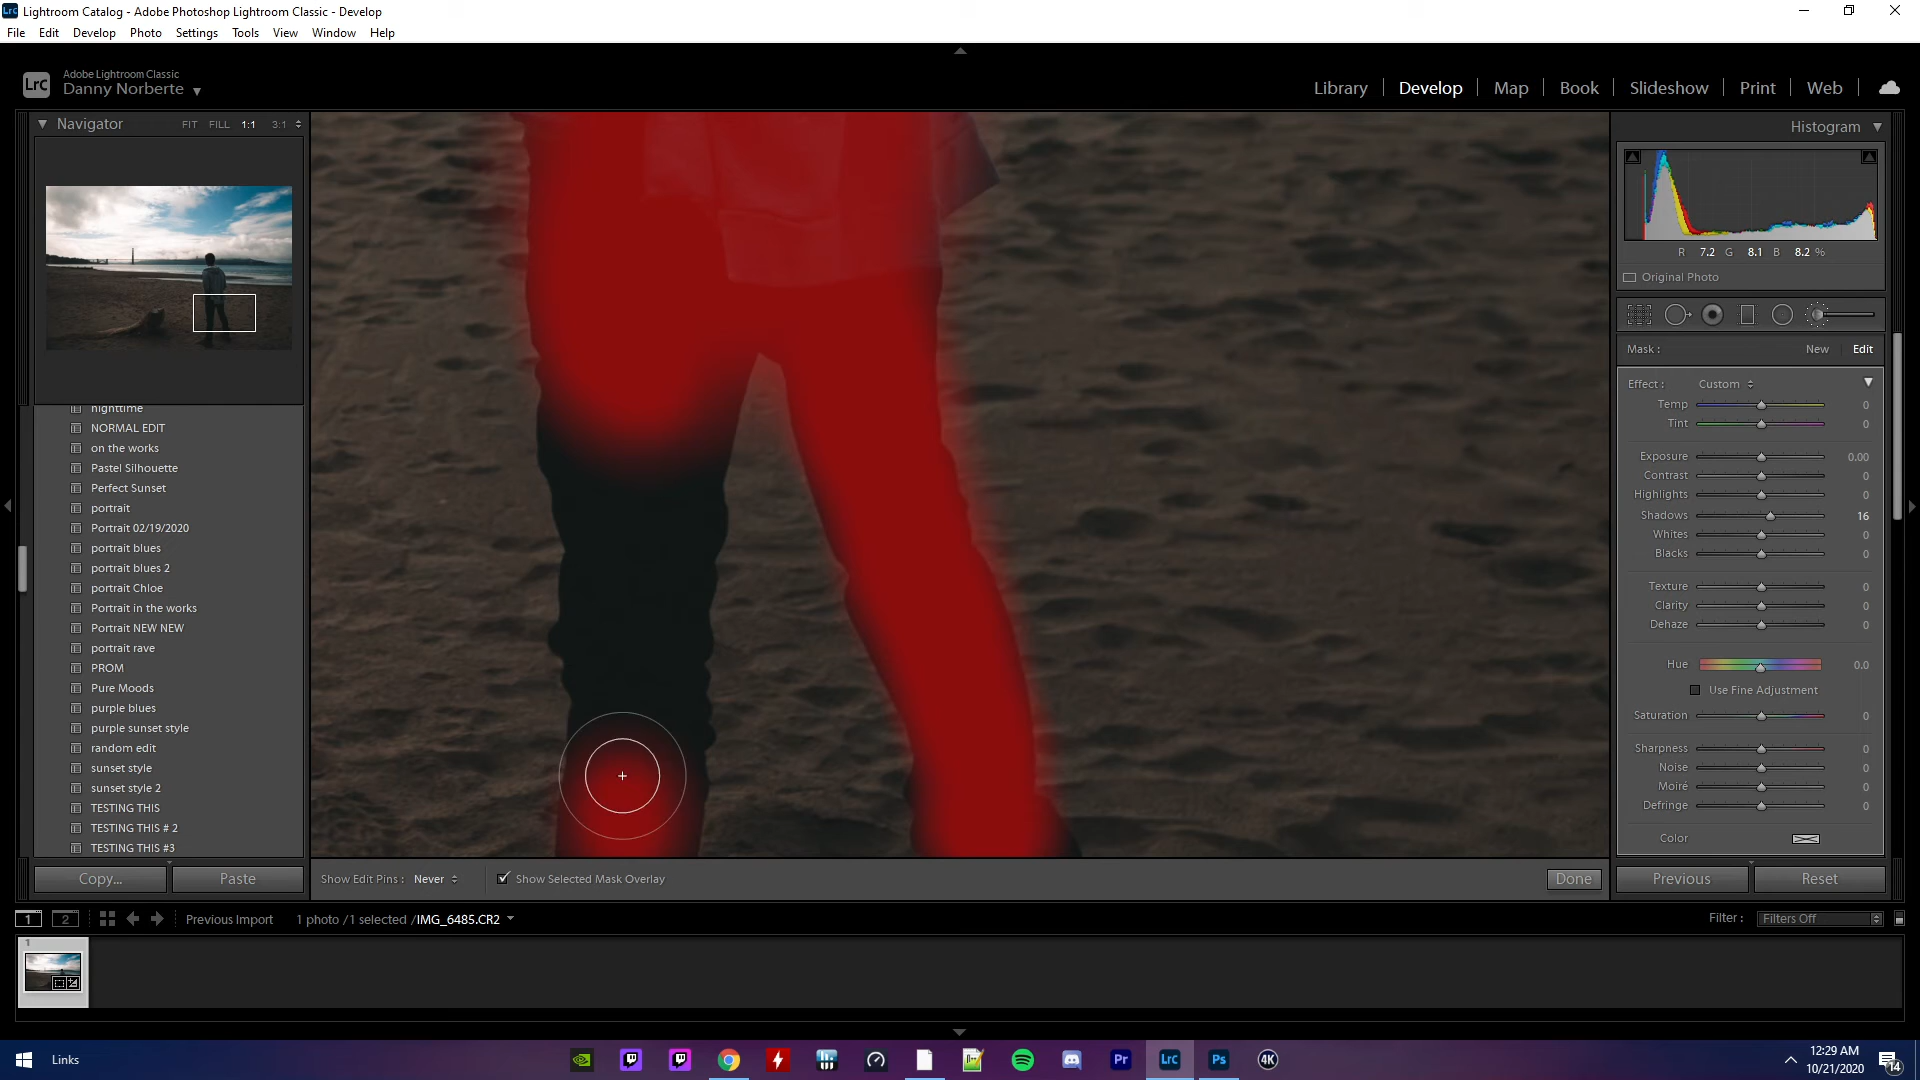 LrC Lightroom Catalog - Adobe Photoshop Lightroom Classic - Develop
File Edit Develop Photo Settings Tools View Window Help
LrC Adobe Lightroom Classic
Danny Norberte
Library Develop Map Book Slideshow Print Web
Navigator FIT FILL 1:1 3:1
nighttime
NORMAL EDIT
on the works
Pastel Silhouette
Perfect Sunset
portrait
Portrait 02/19/2020
portrait blues
portrait blues 2
portrait Chloe
Portrait in the works
Portrait NEW NEW
portrait rave
PROM
Pure Moods
purple blues
purple sunset style
random edit
sunset style
sunset style 2
TESTING THIS
TESTING THIS # 2
TESTING THIS #3
Copy... Paste
Show Edit Pins : Never Show Selected Mask Overlay Done
Histogram
R 7.2 G 8.1 B 8.2 %
Original Photo
Mask : New Edit
Effect : Custom
Temp 0
Tint 0
Exposure 0.00
Contrast 0
Highlights 0
Shadows 16
Whites 0
Blacks 0
Texture 0
Clarity 0
Dehaze 0
Hue 0.0
Use Fine Adjustment
Saturation 0
Sharpness 0
Noise 0
Moiré 0
Defringe 0
Color
Previous Reset
1 2 Previous Import 1 photo /1 selected /IMG_6485.CR2 Filter : Filters Off
1
Links Pr LrC Ps 4K
12:29 AM
10/21/2020
14